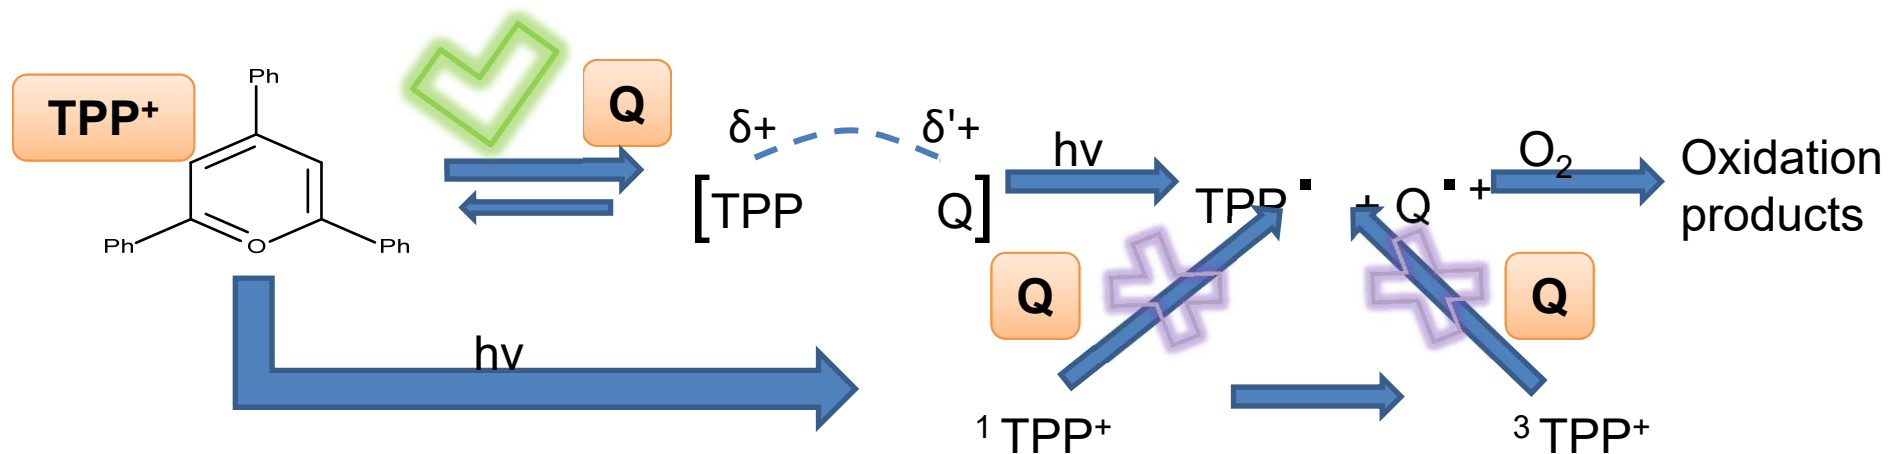 Ph
TPP⁺
Q
δ+ δ'+
hν
O₂
Oxidation
products
[TPP Q]
TPP▪ + Q▪ +
Ph O Ph
Q
Q
hν
¹ TPP⁺
³ TPP⁺